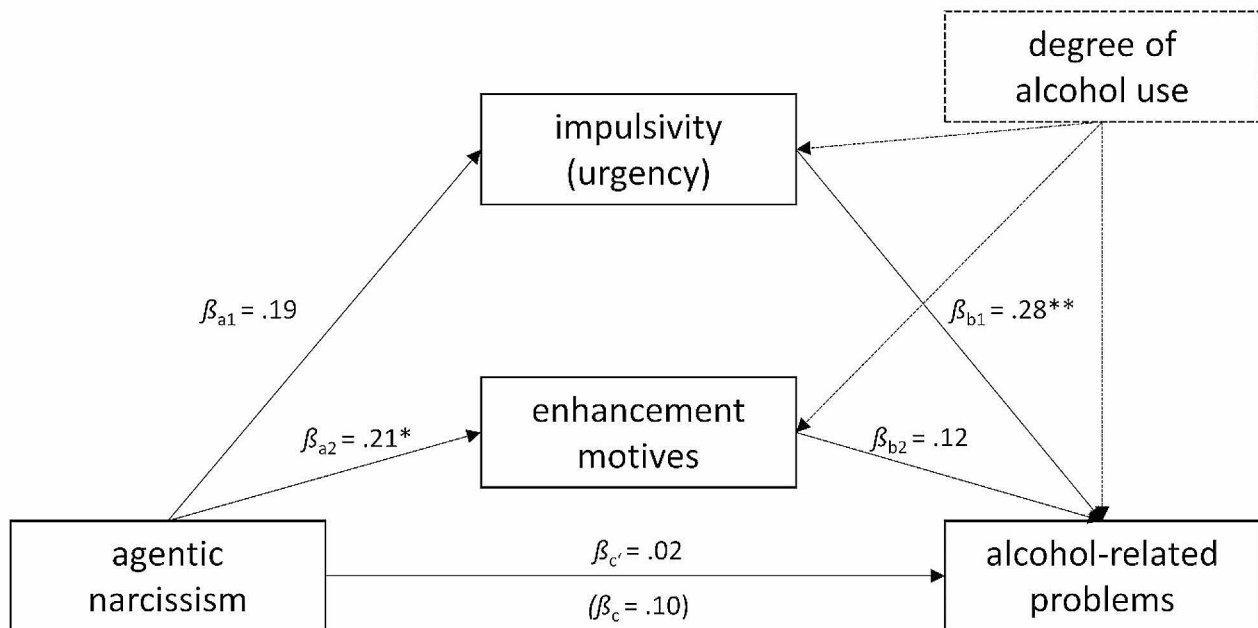 degree of
alcohol use
impulsivity
(urgency)
ßa1 = .19
ßb1 = .28**
enhancement
motives
ßa2 = .21*
ßb2 = .12
agentic
narcissism
ßc′ = .02
(ßc = .10)
alcohol-related
problems